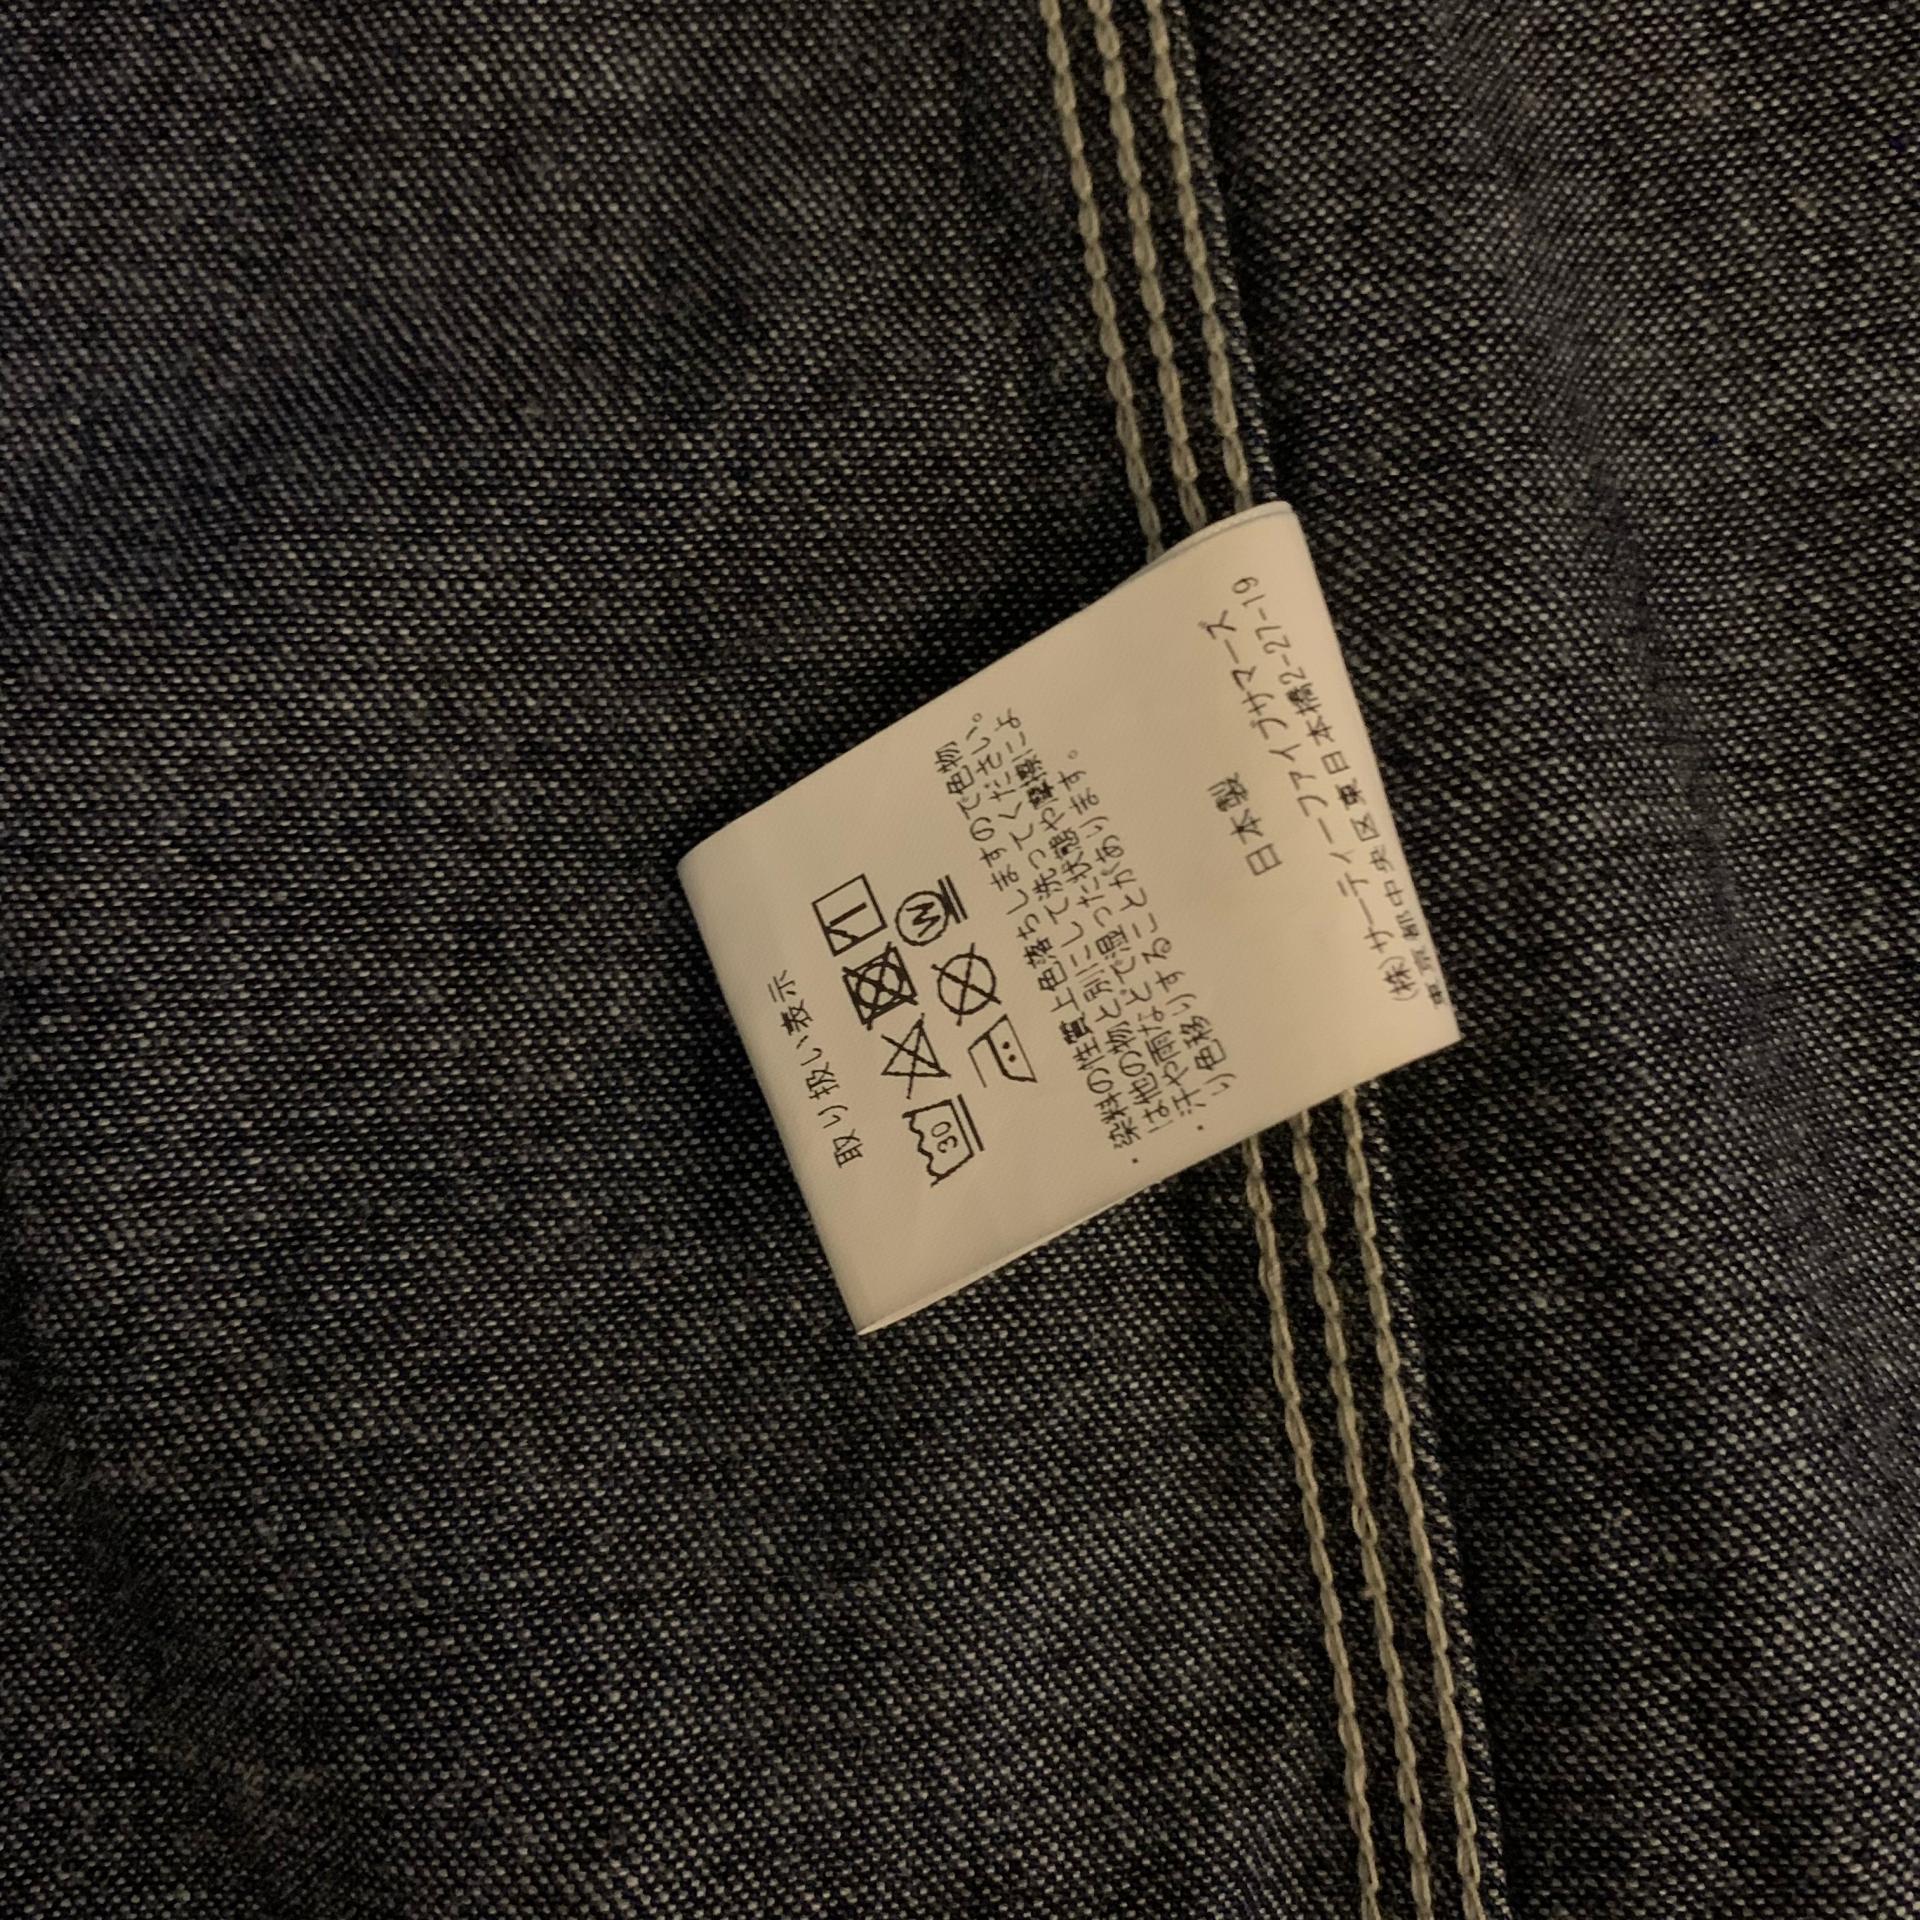 取り扱い表示
30
W
・染料の性質上色落ちしますので色物
は他の物と別にして洗ってください。
・汗や雨などで湿った状態や摩擦によ
り色移りすることがあります。
日本製
(株)サーティーファイブサマーズ
東京都中央区東日本橋2-27-19